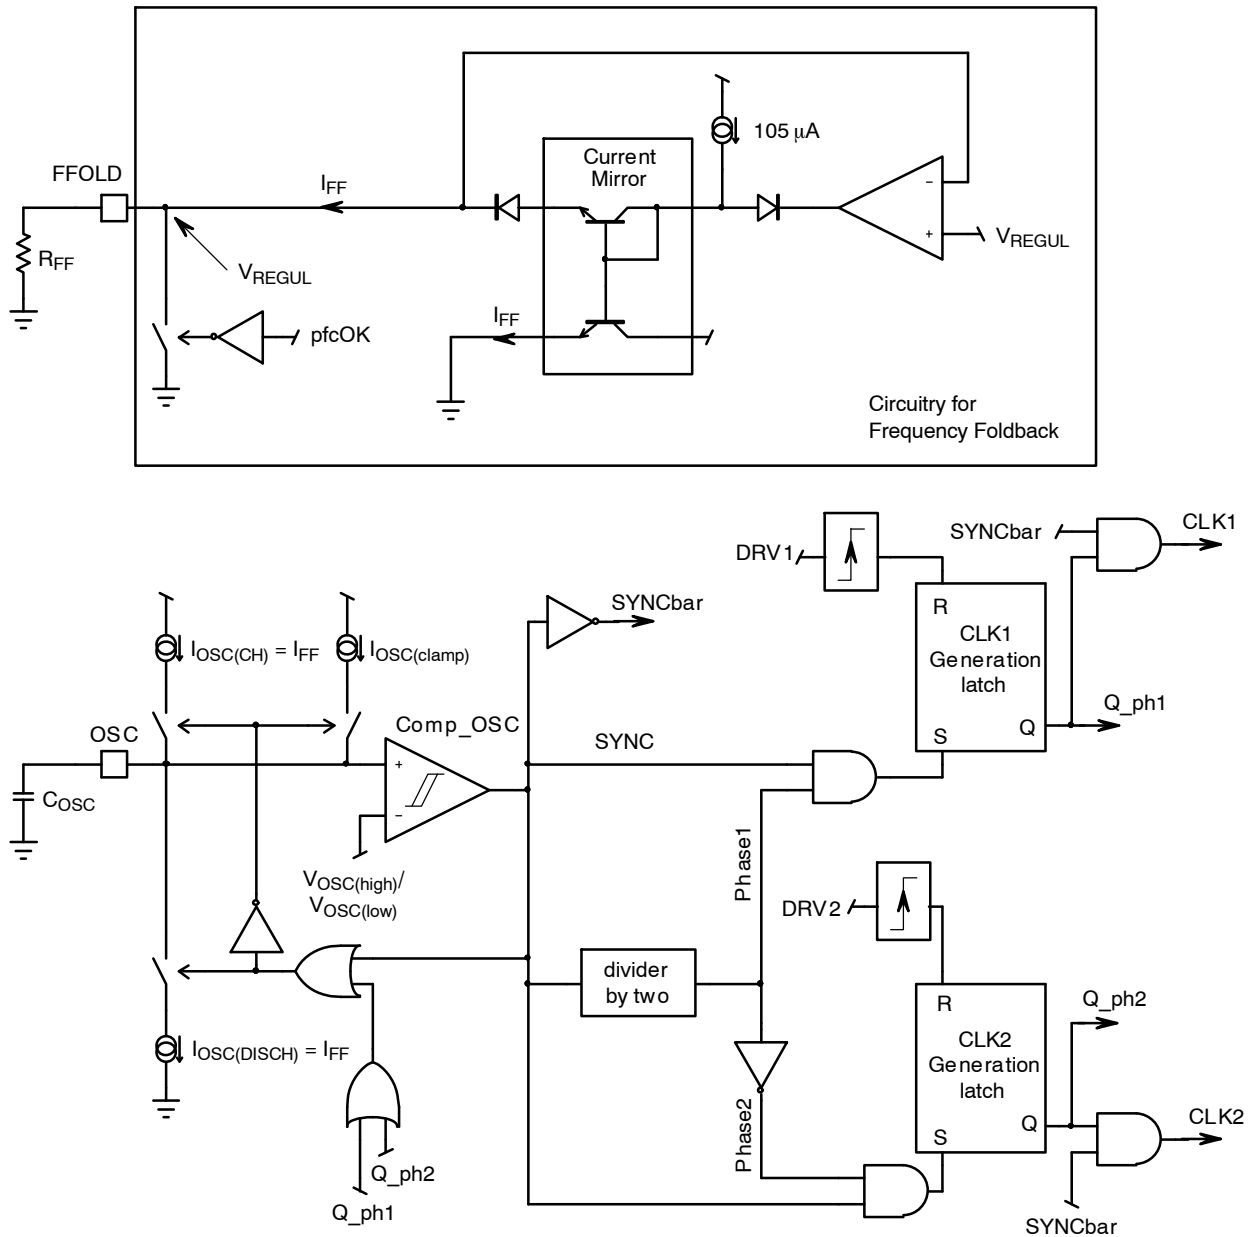 105 μA
Current
Mirror
FFOLD
I_FF
−
+
V_REGUL
R_FF
V_REGUL
pfcOK
I_FF
Circuitry for
Frequency Foldback
SYNCbar
CLK1
DRV1
R
CLK1
Generation
latch
S
Q
Q_ph1
SYNCbar
I_OSC(CH) = I_FF
I_OSC(clamp)
Comp_OSC
OSC
SYNC
+
−
C_OSC
V_OSC(high)/
V_OSC(low)
Phase1
DRV2
divider
by two
R
CLK2
Generation
latch
S
Q
Q_ph2
I_OSC(DISCH) = I_FF
Phase2
CLK2
Q_ph2
Q_ph1
SYNCbar